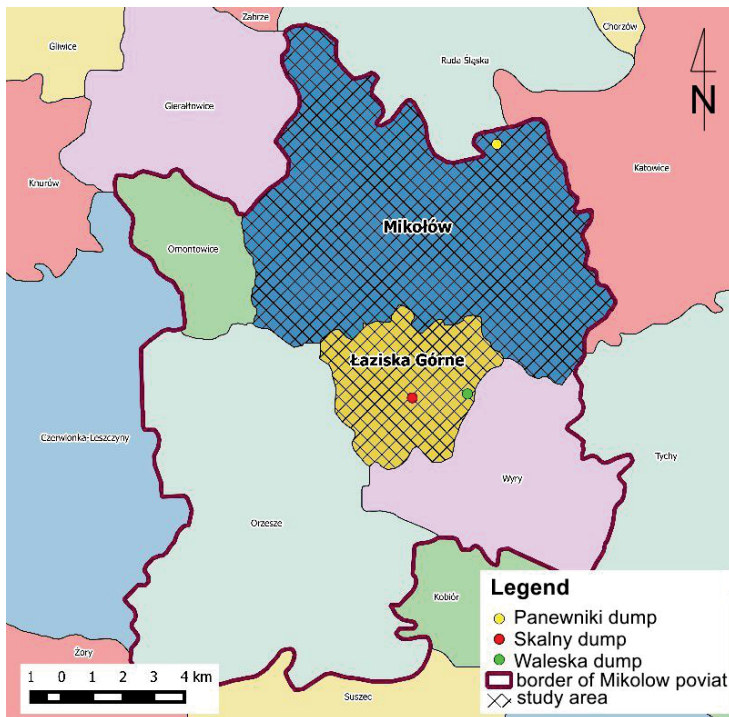 Zabrze
Chorzów
Gliwice
Ruda Śląska
N
Gierałtowice
Katowice
Knurów
Mikołów
Ornontowice
Łaziska Górne
Czerwionka-Leszczyny
Tychy
Wyry
Orzesze
Legend
Kobiór
Panewniki dump
Skalny dump
Żory
Waleska dump
1 0 1 2 3 4 km
border of Mikolow poviat
Suszec
study area